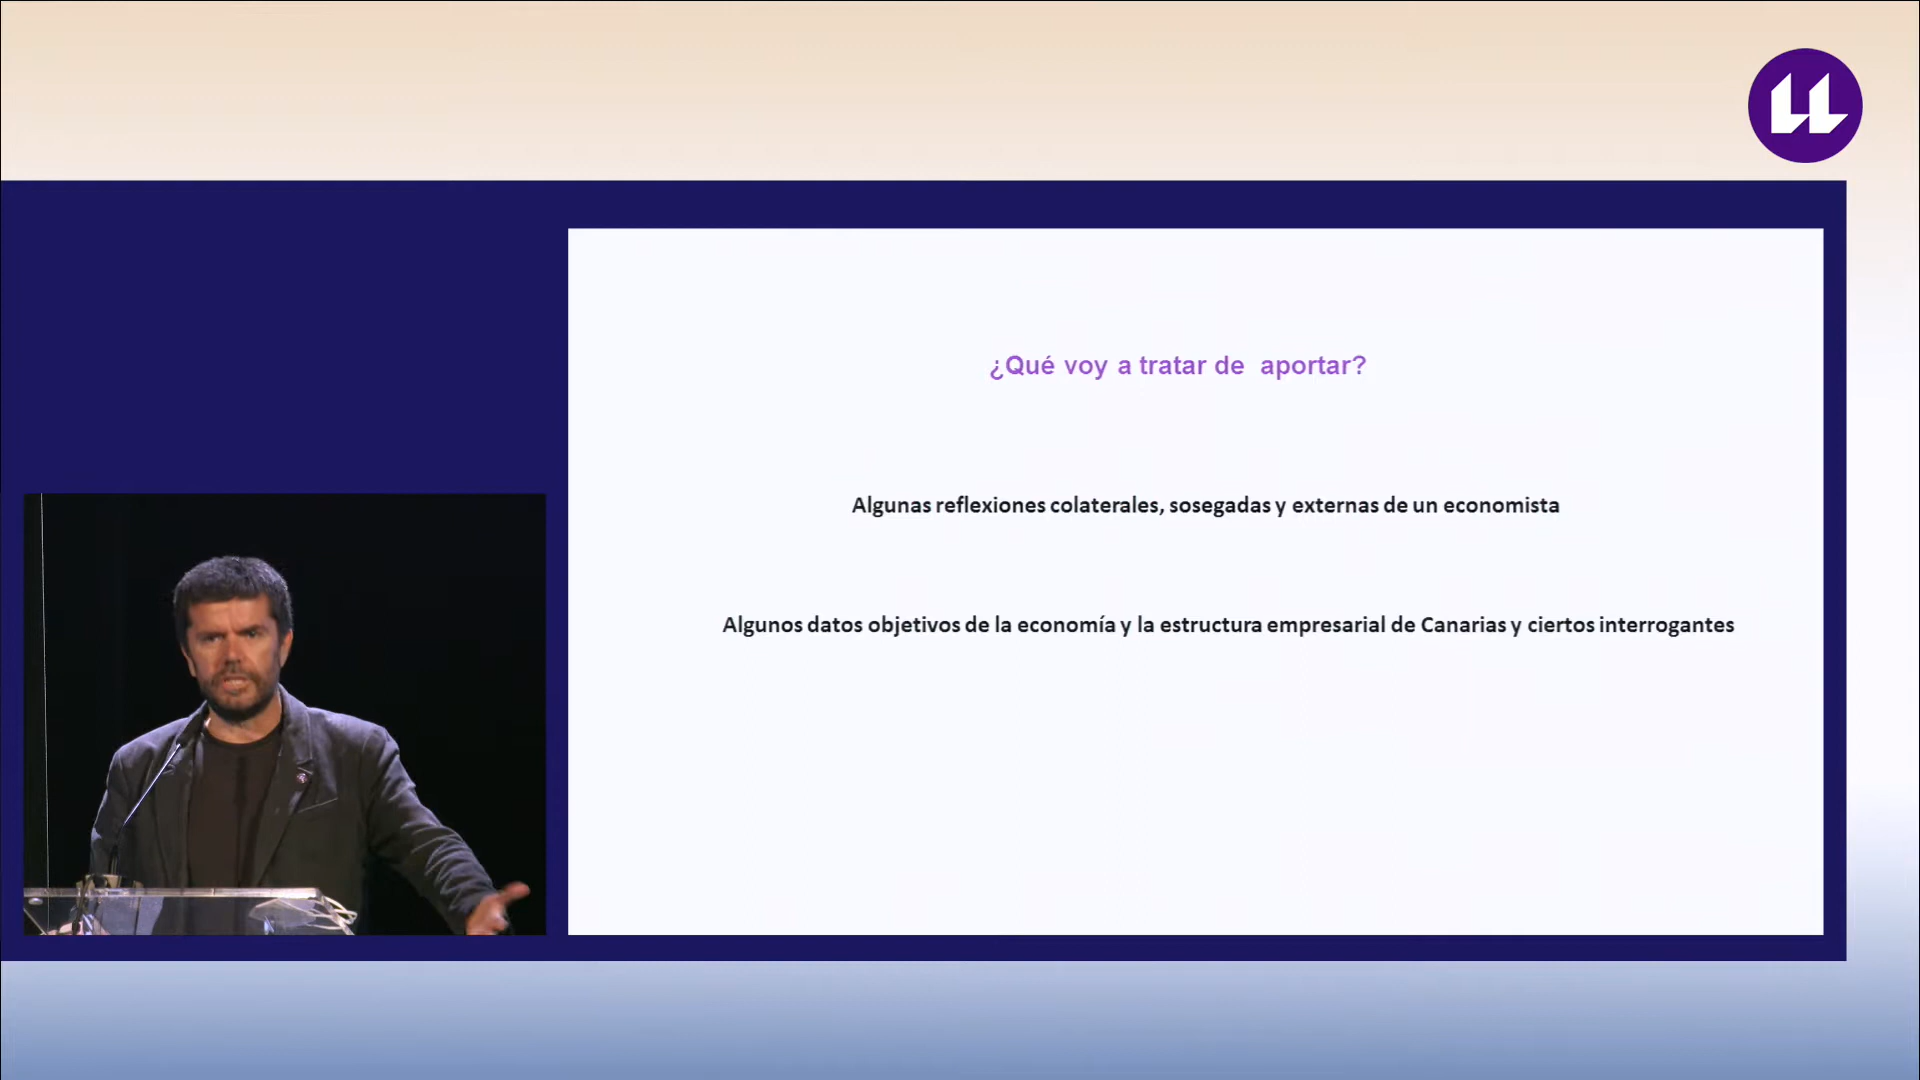 ¿Qué voy a tratar de aportar?
Algunas reflexiones colaterales, sosegadas y externas de un economista
Algunos datos objetivos de la economía y la estructura empresarial de Canarias y ciertos interrogantes